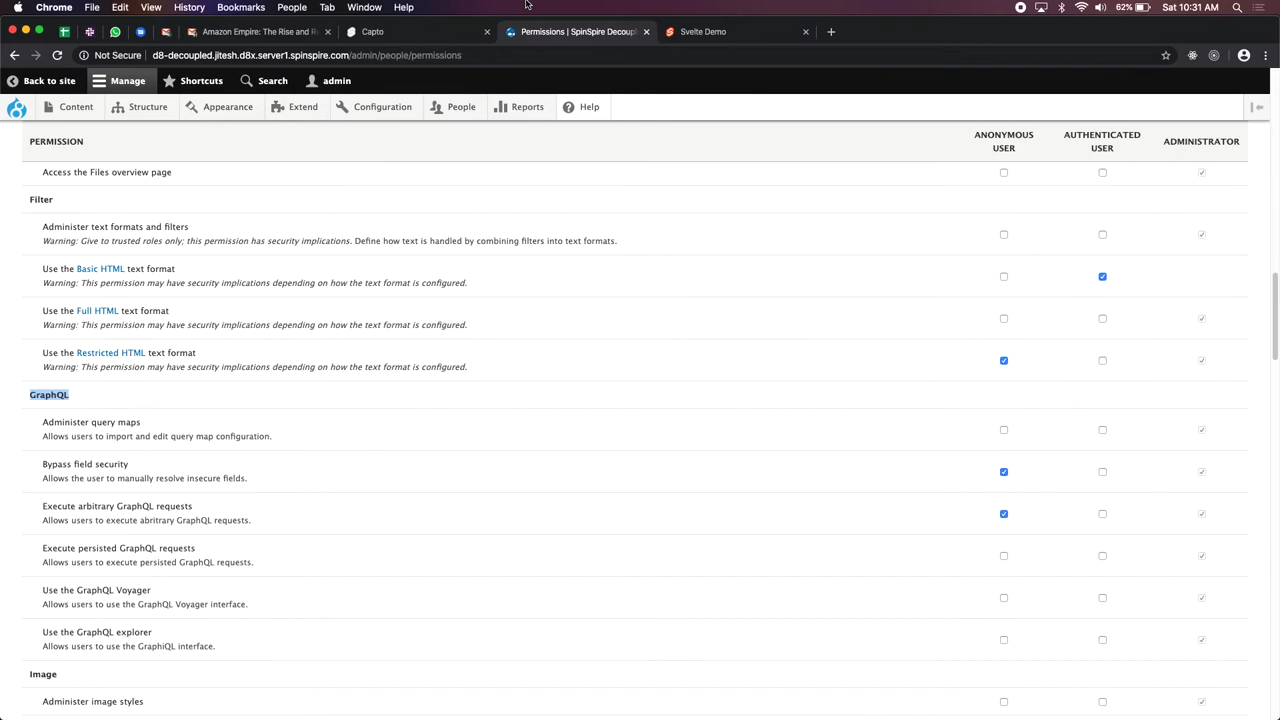 Chrome File Edit View History Bookmarks People Tab Window Help 62% Sat 10:31 AM
Amazon Empire: The Rise and R Capto Permissions | SpinSpire Decoupl Svelte Demo
Not Secure d8-decoupled.jitesh.d8x.server1.spinspire.com/admin/people/permissions
Back to site Manage Shortcuts Search admin
Content Structure Appearance Extend Configuration People Reports Help
PERMISSION ANONYMOUS USER AUTHENTICATED USER ADMINISTRATOR
Access the Files overview page
Filter
Administer text formats and filters
Warning: Give to trusted roles only; this permission has security implications. Define how text is handled by combining filters into text formats.
Use the Basic HTML text format
Warning: This permission may have security implications depending on how the text format is configured.
Use the Full HTML text format
Warning: This permission may have security implications depending on how the text format is configured.
Use the Restricted HTML text format
Warning: This permission may have security implications depending on how the text format is configured.
GraphQL
Administer query maps
Allows users to import and edit query map configuration.
Bypass field security
Allows the user to manually resolve insecure fields.
Execute arbitrary GraphQL requests
Allows users to execute abritrary GraphQL requests.
Execute persisted GraphQL requests
Allows users to execute persisted GraphQL requests.
Use the GraphQL Voyager
Allows users to use the GraphQL Voyager interface.
Use the GraphQL explorer
Allows users to use the GraphiQL interface.
Image
Administer image styles